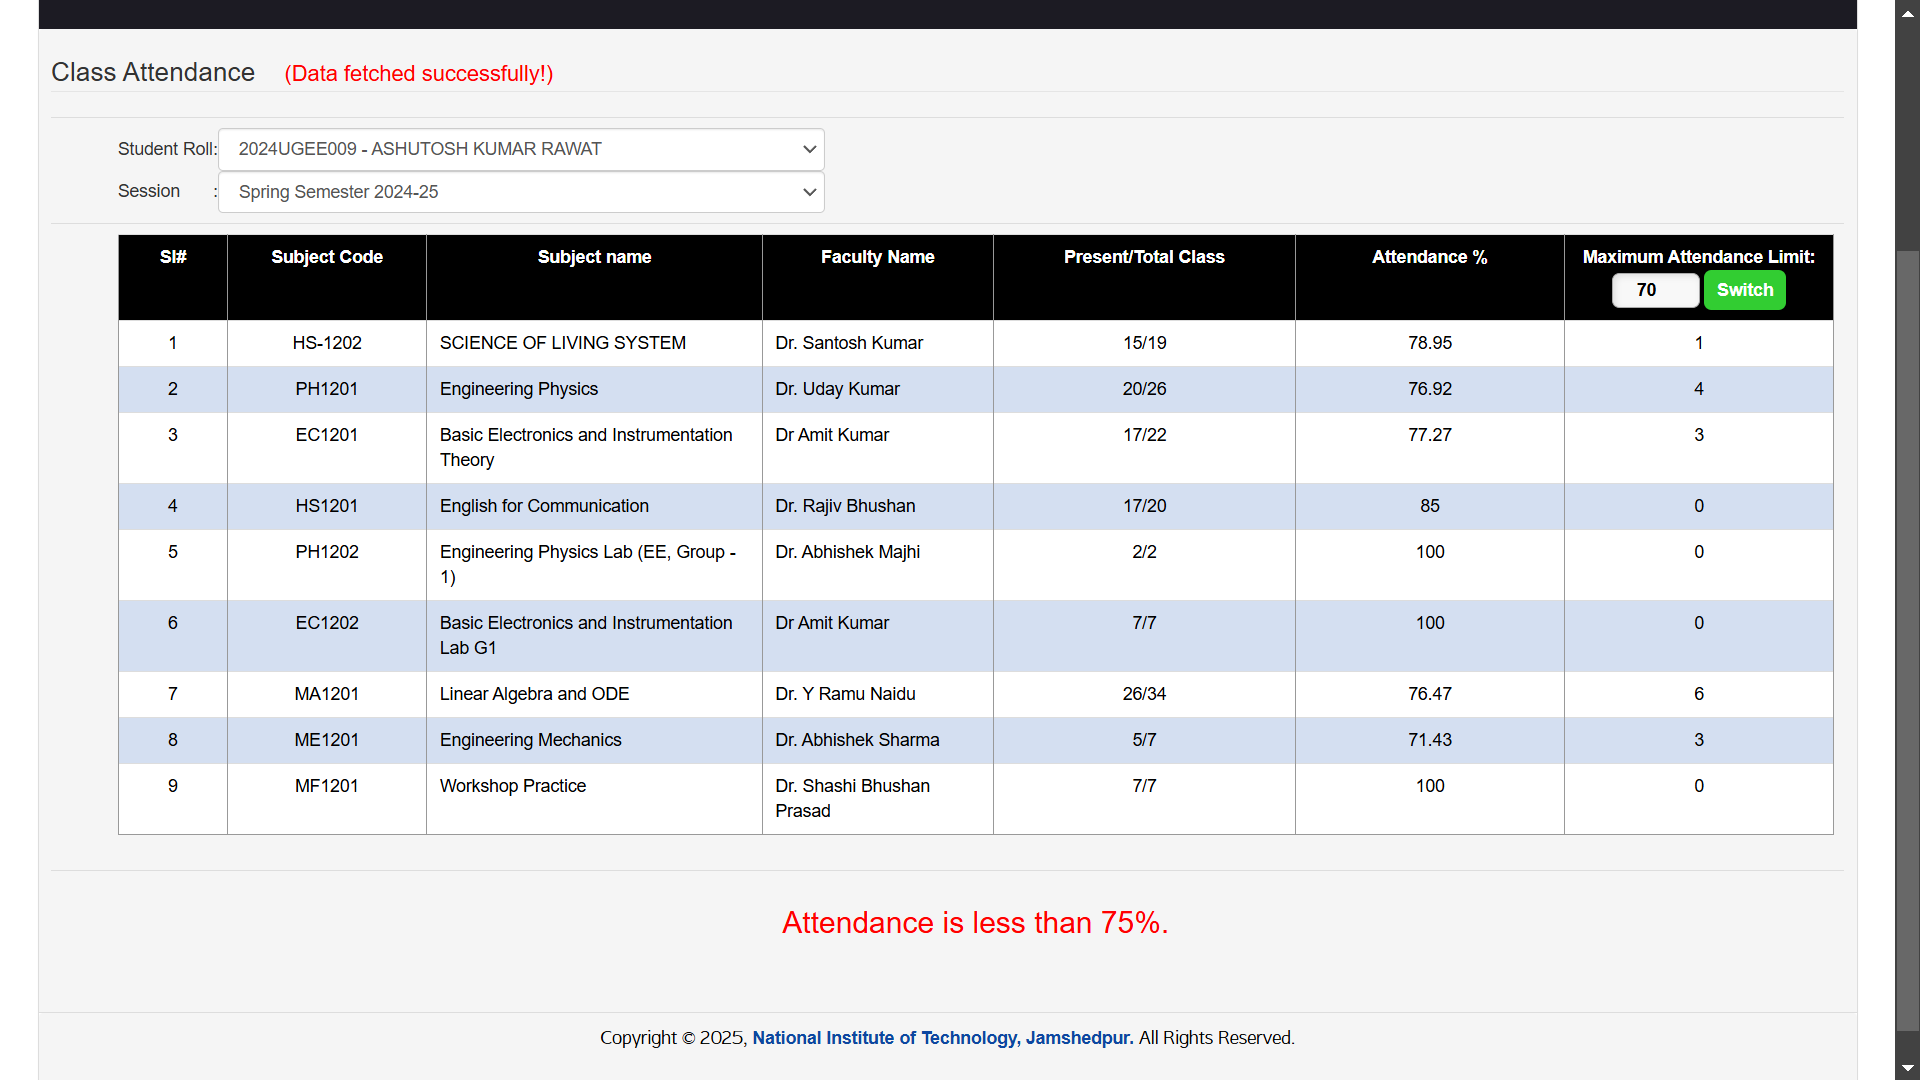 Class Attendance (Data fetched successfully!)
Student Roll: 2024UGEE009 - ASHUTOSH KUMAR RAWAT
Session : Spring Semester 2024-25
Sl# Subject Code Subject name Faculty Name Present/Total Class Attendance % Maximum Attendance Limit:
70 Switch
1 HS-1202 SCIENCE OF LIVING SYSTEM Dr. Santosh Kumar 15/19 78.95 1
2 PH1201 Engineering Physics Dr. Uday Kumar 20/26 76.92 4
3 EC1201 Basic Electronics and Instrumentation Dr Amit Kumar 17/22 77.27 3
Theory
4 HS1201 English for Communication Dr. Rajiv Bhushan 17/20 85 0
5 PH1202 Engineering Physics Lab (EE, Group - Dr. Abhishek Majhi 2/2 100 0
1)
6 EC1202 Basic Electronics and Instrumentation Dr Amit Kumar 7/7 100 0
Lab G1
7 MA1201 Linear Algebra and ODE Dr. Y Ramu Naidu 26/34 76.47 6
8 ME1201 Engineering Mechanics Dr. Abhishek Sharma 5/7 71.43 3
9 MF1201 Workshop Practice Dr. Shashi Bhushan 7/7 100 0
Prasad
Attendance is less than 75%.
Copyright © 2025, National Institute of Technology, Jamshedpur. All Rights Reserved.